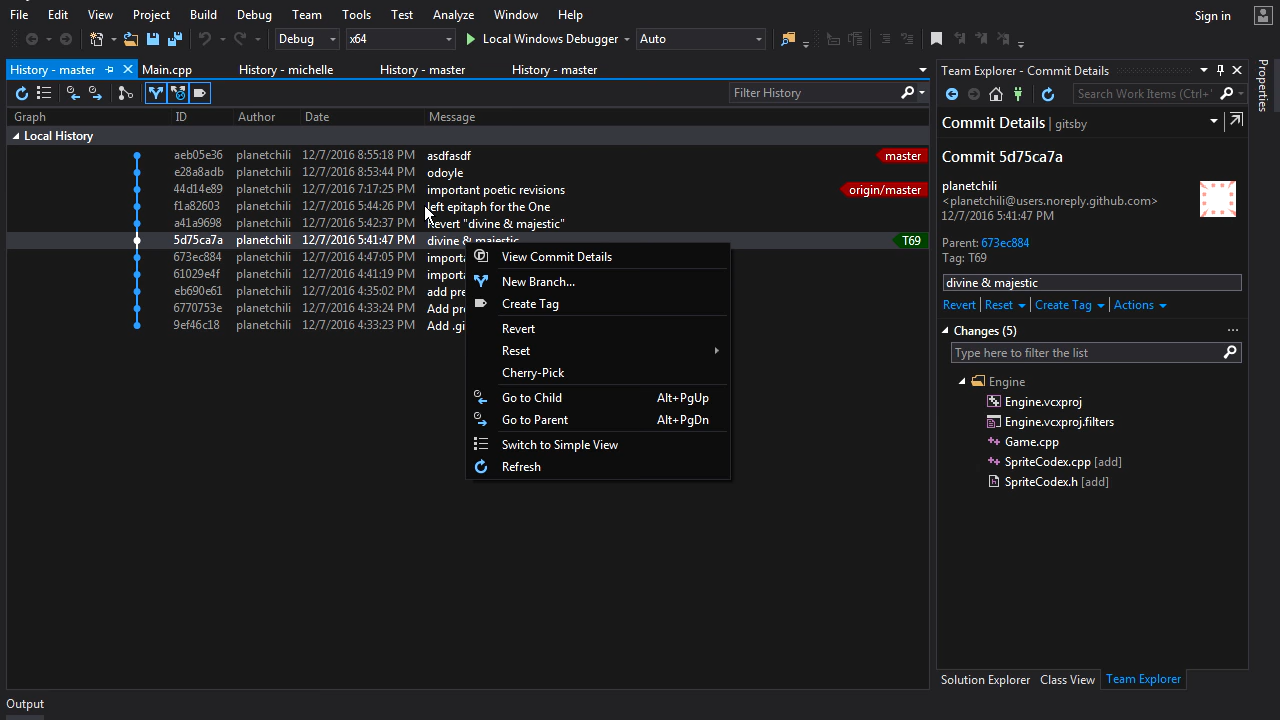 File Edit View Project Build Debug Team Tools Test Analyze Window Help Sign in
Debug x64 Local Windows Debugger Auto
History - master Main.cpp History - michelle History - master History - master
Filter History
Graph ID Author Date Message
Local History
aeb05e36 planetchili 12/7/2016 8:55:18 PM asdfasdf master
e28a8adb planetchili 12/7/2016 8:53:44 PM odoyle
44d14e89 planetchili 12/7/2016 7:17:25 PM important poetic revisions origin/master
f1a82603 planetchili 12/7/2016 5:44:26 PM left epitaph for the One
a41a9698 planetchili 12/7/2016 5:42:37 PM Revert "divine & majestic"
5d75ca7a planetchili 12/7/2016 5:41:47 PM divine & majestic T69
673ec884 planetchili 12/7/2016 4:47:05 PM importa
61029e4f planetchili 12/7/2016 4:41:19 PM importa
eb690e61 planetchili 12/7/2016 4:35:02 PM add pre
6770753e planetchili 12/7/2016 4:33:24 PM Add pro
9ef46c18 planetchili 12/7/2016 4:33:23 PM Add .gi
View Commit Details
New Branch...
Create Tag
Revert
Reset
Cherry-Pick
Go to Child Alt+PgUp
Go to Parent Alt+PgDn
Switch to Simple View
Refresh
Team Explorer - Commit Details
Search Work Items (Ctrl+'
Commit Details | gitsby
Commit 5d75ca7a
planetchili
<planetchili@users.noreply.github.com>
12/7/2016 5:41:47 PM
Parent: 673ec884
Tag: T69
divine & majestic
Revert | Reset | Create Tag | Actions
Changes (5) ...
Type here to filter the list
Engine
Engine.vcxproj
Engine.vcxproj.filters
Game.cpp
SpriteCodex.cpp [add]
SpriteCodex.h [add]
Solution Explorer Class View Team Explorer
Properties
Output